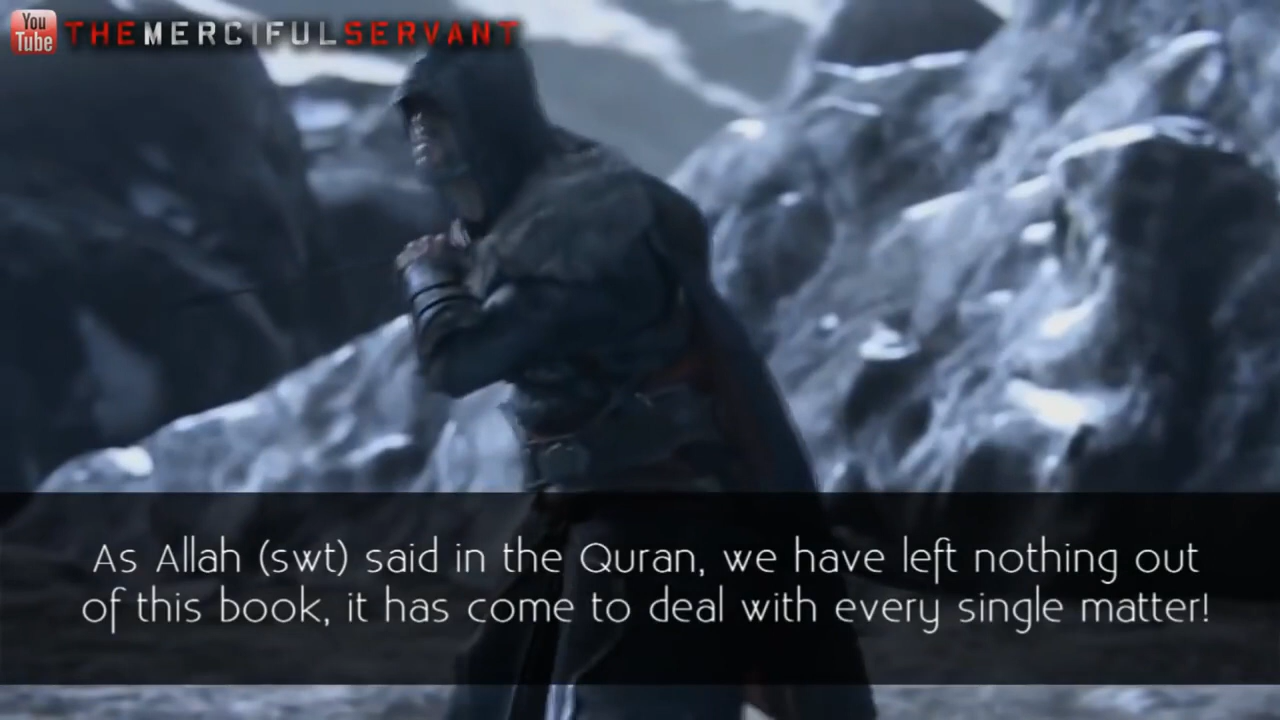 You
Tube
THEMERCIFULSERVANT
As Allah (swt) said in the Quran, we have left nothing out
of this book, it has come to deal with every single matter!